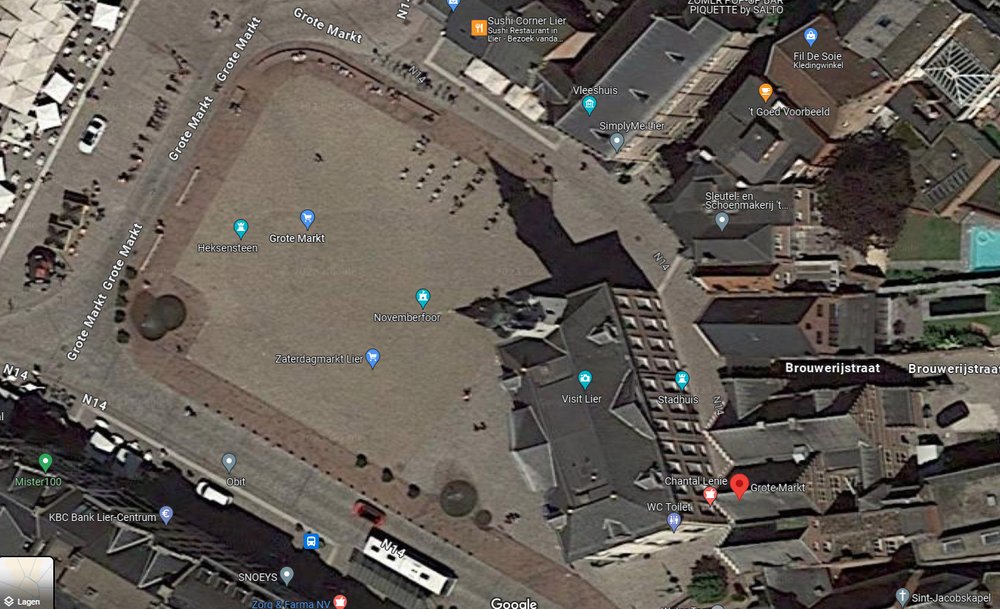 ZOMER POP-UP BAR
PIQUETTE by SALTO
Grote Markt
N1
Sushi Corner Lier
Sushi Restaurant in
Lier - Bezoek vanda...
Grote Markt
Fil De Soie
Kledingwinkel
N14
Vleeshuis
't Goed Voorbeeld
SimplyMe Lier
Grote Markt
Sleutel- en
Schoenmakerij 't...
Heksensteen
Grote Markt
N14
Grote Markt
Grote Markt
Novemberfoor
Zaterdagmarkt Lier
Brouwerijstraat
Brouwerijstraat
N14
N14
Visit Lier
Stadhuis
N14
Mister100
Obit
Chantal Lenie
Grote Markt
WC Toilet
KBC Bank Lier-Centrum
N14
SNOEYS
Lagen
Zorg & Farma NV
Google
Sint-Jacobskapel